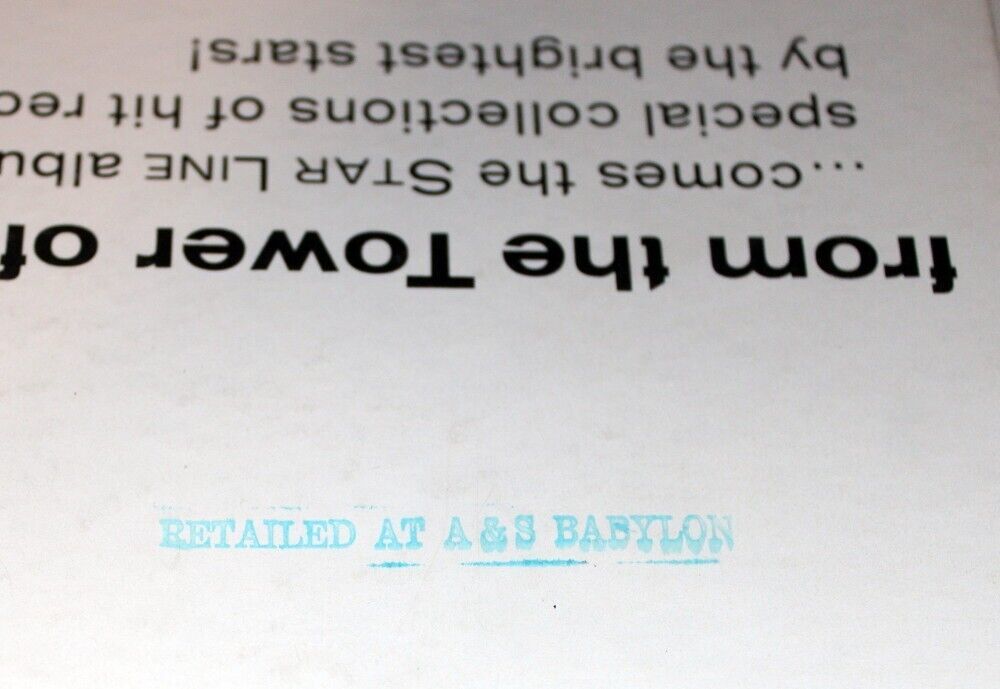 from the Tower of
...comes the STAR LINE albu
special collections of hit rec
by the brightest stars!
RETAILED AT A & S BABYLON